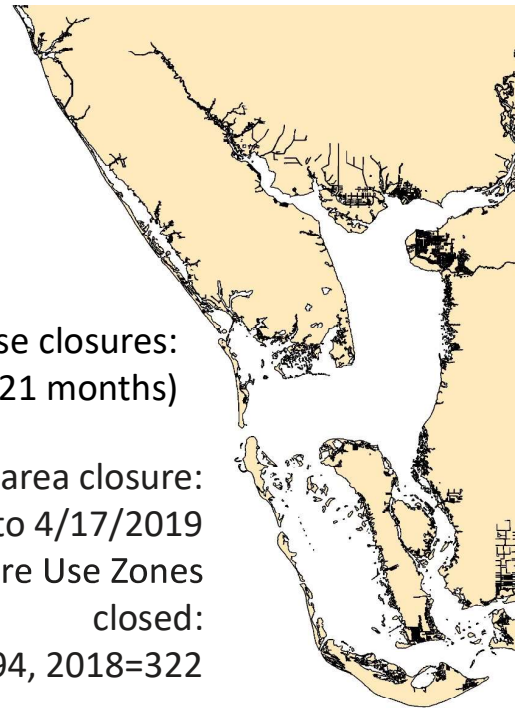 se closures:
21 months)
area closure:
to 4/17/2019
re Use Zones
closed:
94, 2018=322